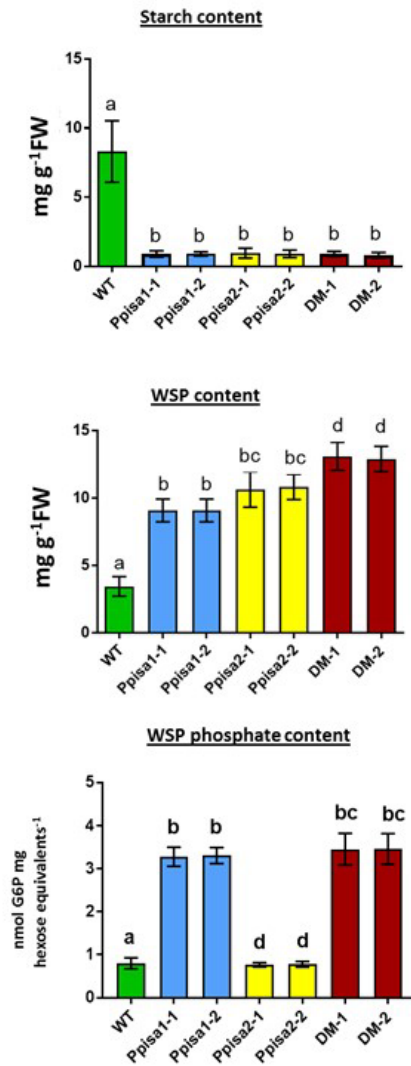 Starch content
15
10
5
0
mg g⁻¹FW
a
b b b b b b
WT Ppisa1-1 Ppisa1-2 Ppisa2-1 Ppisa2-2 DM-1 DM-2
WSP content
15
10
5
0
mg g⁻¹FW
a
b b bc bc d d
WT Ppisa1-1 Ppisa1-2 Ppisa2-1 Ppisa2-2 DM-1 DM-2
WSP phosphate content
5
4
3
2
1
0
nmol G6P mg
hexose equivalents⁻¹
a b b d d bc bc
WT Ppisa1-1 Ppisa1-2 Ppisa2-1 Ppisa2-2 DM-1 DM-2